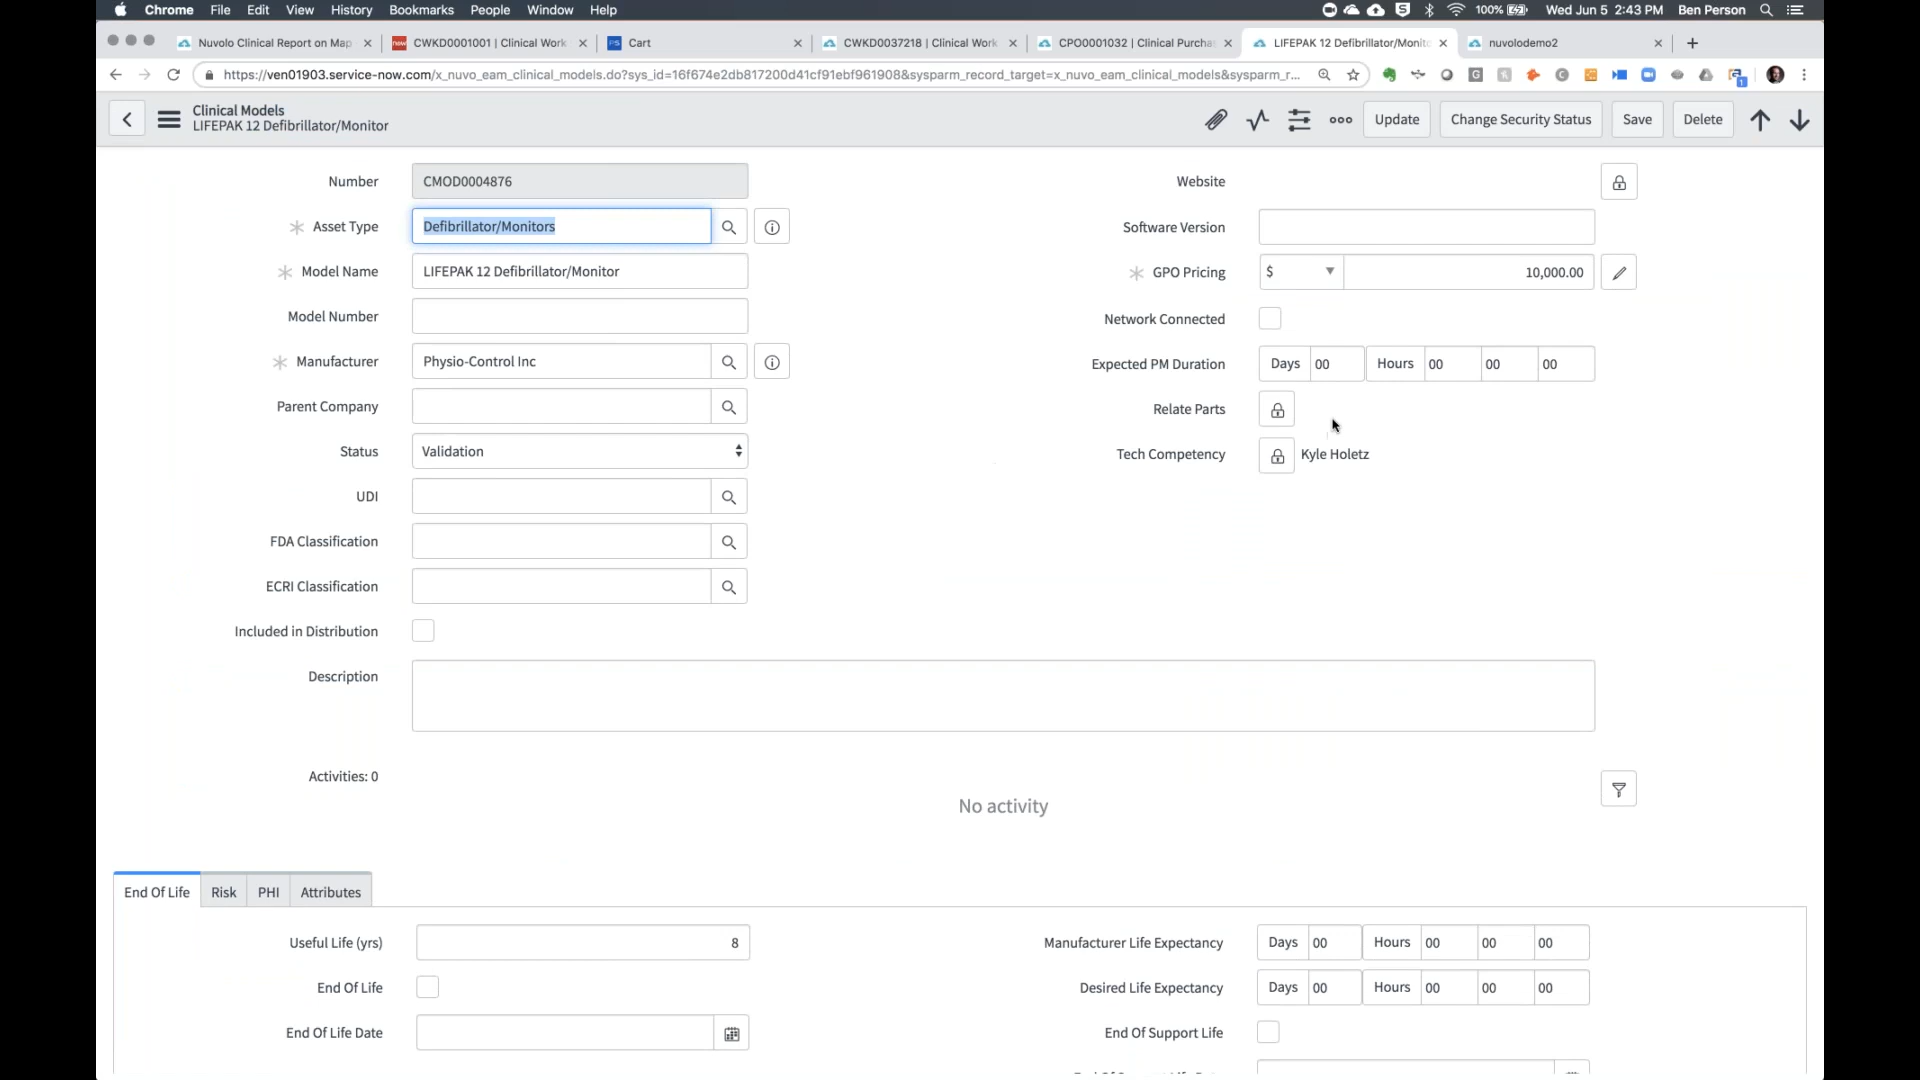 Chrome File Edit View History Bookmarks People Window Help 100% Wed Jun 5 2:43 PM Ben Person
Nuvolo Clinical Report on Map CWKD0001001 | Clinical Work Cart CWKD0037218 | Clinical Work CPO0001032 | Clinical Purcha LIFEPAK 12 Defibrillator/Monito nuvolodemo2
https://ven01903.service-now.com/x_nuvo_eam_clinical_models.do?sys_id=16f674e2db817200d41cf91ebf961908&sysparm_record_target=x_nuvo_eam_clinical_models&sysparm_r...
Clinical Models
LIFEPAK 12 Defibrillator/Monitor
Update Change Security Status Save Delete
Number CMOD0004876 Website
Asset Type Defibrillator/Monitors Software Version
Model Name LIFEPAK 12 Defibrillator/Monitor GPO Pricing $ 10,000.00
Model Number Network Connected
Manufacturer Physio-Control Inc Expected PM Duration Days 00 Hours 00 00 00
Parent Company Relate Parts
Status Validation Tech Competency Kyle Holetz
UDI
FDA Classification
ECRI Classification
Included in Distribution
Description
Activities: 0
No activity
End Of Life Risk PHI Attributes
Useful Life (yrs) 8 Manufacturer Life Expectancy Days 00 Hours 00 00 00
End Of Life Desired Life Expectancy Days 00 Hours 00 00 00
End Of Life Date End Of Support Life